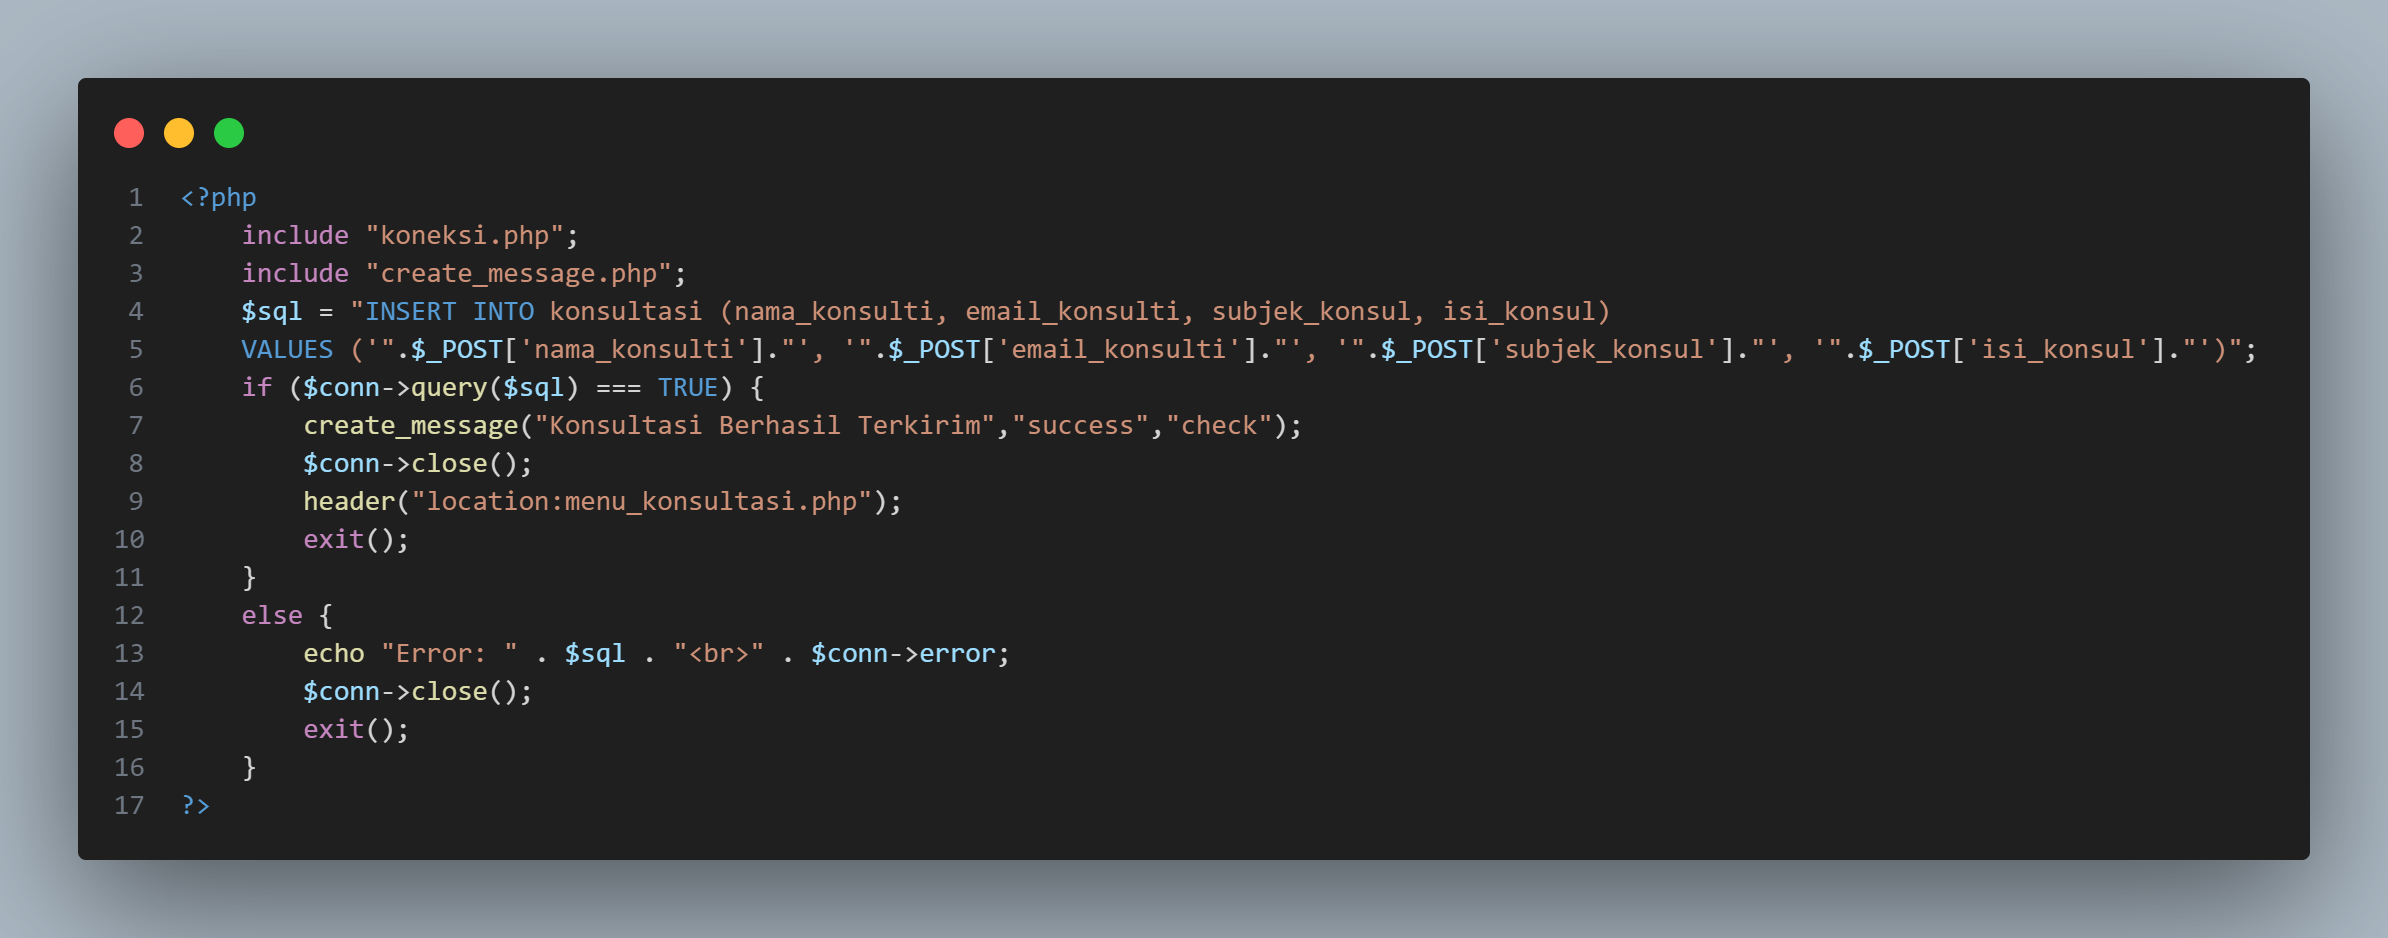 1 <?php
2     include "koneksi.php";
3     include "create_message.php";
4     $sql = "INSERT INTO konsultasi (nama_konsulti, email_konsulti, subjek_konsul, isi_konsul)
5     VALUES ('".$_POST['nama_konsulti']."', '".$_POST['email_konsulti']."', '".$_POST['subjek_konsul']."', '".$_POST['isi_konsul']."')";
6     if ($conn->query($sql) === TRUE) {
7         create_message("Konsultasi Berhasil Terkirim","success","check");
8         $conn->close();
9         header("location:menu_konsultasi.php");
10         exit();
11     }
12     else {
13         echo "Error: " . $sql . "<br>" . $conn->error;
14         $conn->close();
15         exit();
16     }
17 ?>